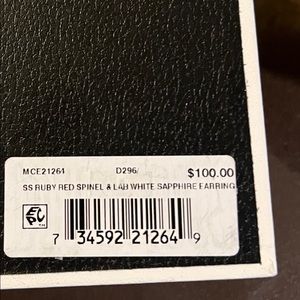 MCE21264 D296/ $100.00
SS RUBY RED SPINEL & LAB WHITE SAPPHIRE EARRING
7 34592 21264 9